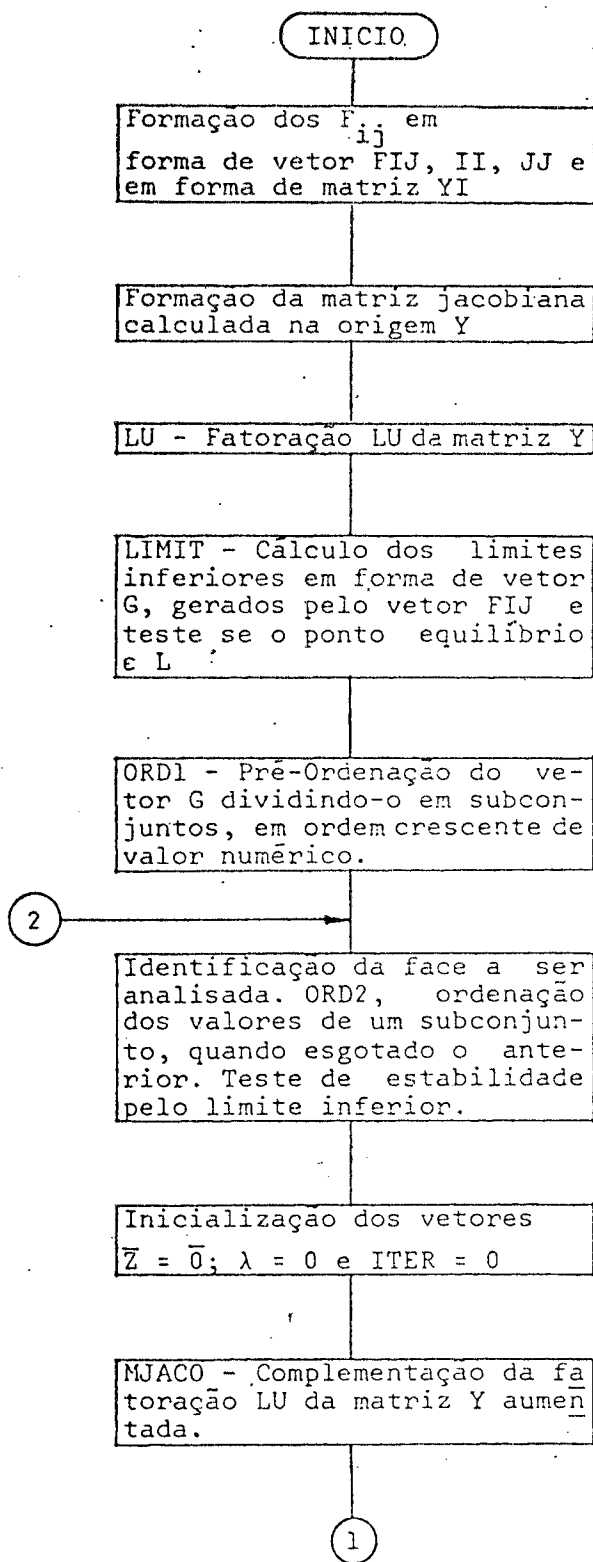 INICIO
Formação dos Fij em
forma de vetor FIJ, II, JJ e
em forma de matriz YI
Formaçao da matriz jacobiana
calculada na origem Y
LU - Fatoração LU da matriz Y
LIMIT - Cálculo dos limites
inferiores em forma de vetor
G, gerados pelo vetor FIJ e
teste se o ponto equilíbrio
ε L
ORD1 - Pré-Ordenação do ve-
tor G dividindo-o em subcon-
juntos, em ordem crescente de
valor numérico.
2
Identificação da face a ser
analisada. ORD2, ordenação
dos valores de um subconjun-
to, quando esgotado o ante-
rior. Teste de estabilidade
pelo limite inferior.
Inicialização dos vetores
Z̄ = 0̄; λ = 0 e ITER = 0
MJACO - Complementaçao da fa
toração LU da matriz Y aumen
tada.
1